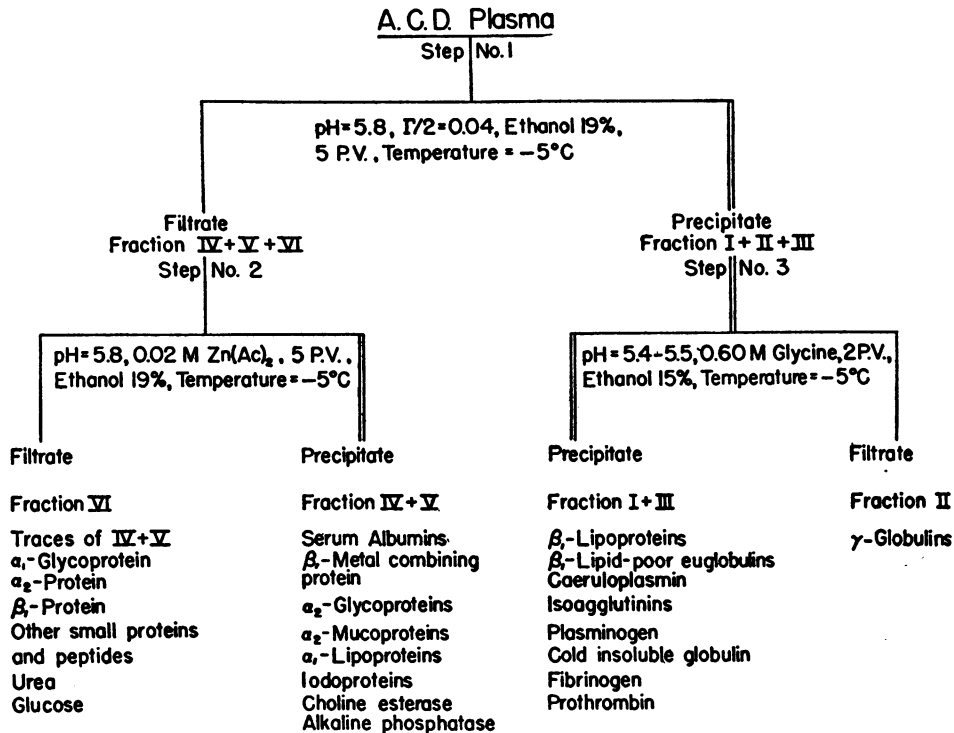 A.C.D. Plasma
Step No.1
pH=5.8, Γ/2=0.04, Ethanol 19%,
5 P.V., Temperature = −5°C
Filtrate
Fraction IV+V+VI
Step No. 2
Precipitate
Fraction I+II+III
Step No. 3
pH=5.8, 0.02 M Zn(Ac)₂, 5 P.V.,
Ethanol 19%, Temperature=−5°C
pH=5.4-5.5, 0.60 M Glycine, 2P.V.,
Ethanol 15%, Temperature=−5°C
Filtrate
Fraction VI
Traces of IV+V
α₁-Glycoprotein
α₂-Protein
β₁-Protein
Other small proteins
and peptides
Urea
Glucose
Precipitate
Fraction IV+V
Serum Albumins
β₁-Metal combining
protein
α₂-Glycoproteins
α₂-Mucoproteins
α₁-Lipoproteins
Iodoproteins
Choline esterase
Alkaline phosphatase
Precipitate
Fraction I+III
β₁-Lipoproteins
β₁-Lipid-poor euglobulins
Caeruloplasmin
Isoagglutinins
Plasminogen
Cold insoluble globulin
Fibrinogen
Prothrombin
Filtrate
Fraction II
γ-Globulins